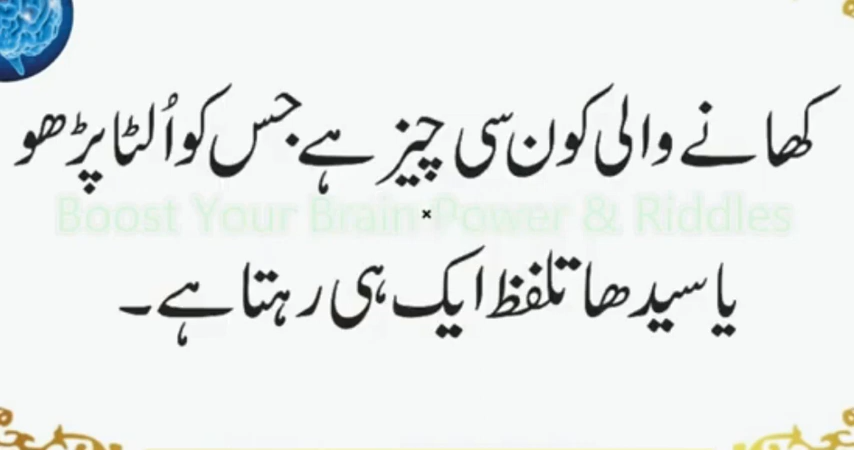 کھانے والی کون سی چیز ہے جس کو اُلٹا پڑھو
Boost Your Brain Power & Riddles
یا سیدھا تلفظ ایک ہی رہتا ہے۔